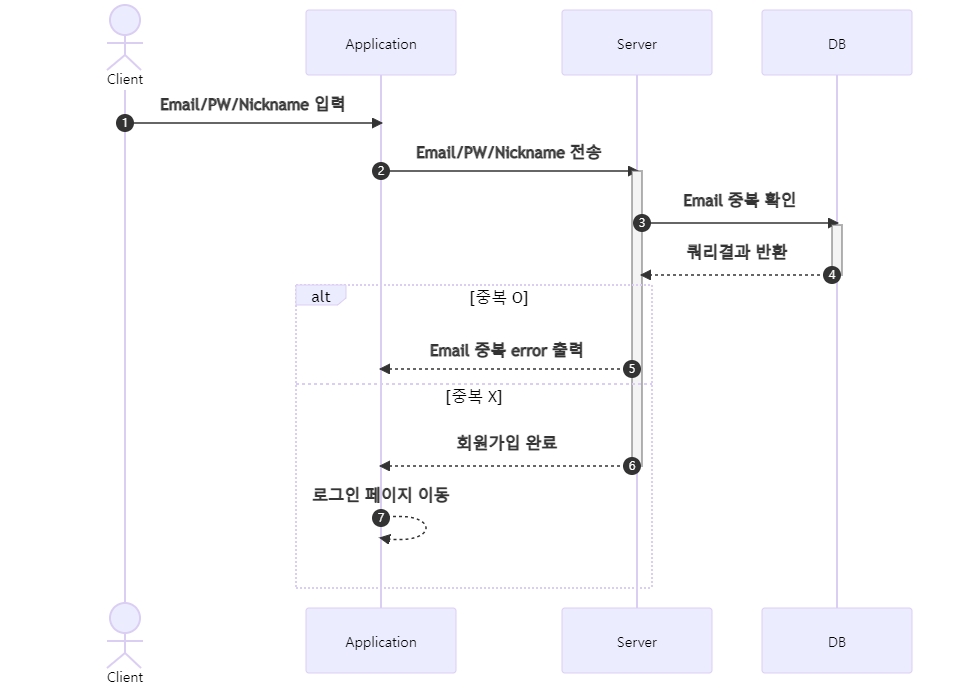 Application
Server
DB
Client
Email/PW/Nickname 입력
1
Email/PW/Nickname 전송
2
Email 중복 확인
3
쿼리결과 반환
4
alt
[중복 O]
Email 중복 error 출력
5
[중복 X]
회원가입 완료
6
로그인 페이지 이동
7
Application
Server
DB
Client